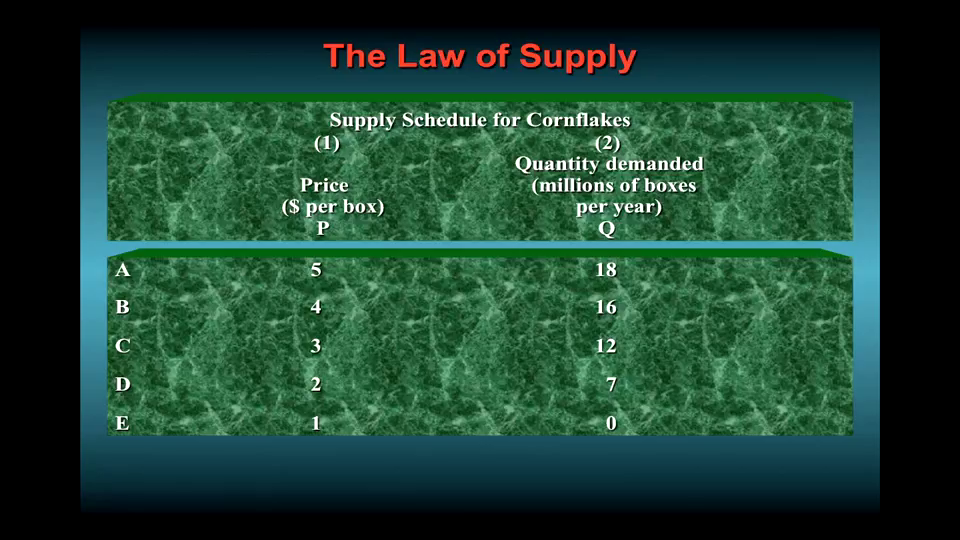 The Law of Supply
Supply Schedule for Cornflakes
(1) (2)
Quantity demanded
Price (millions of boxes
($ per box) per year)
P Q
A 5 18
B 4 16
C 3 12
D 2 7
E 1 0